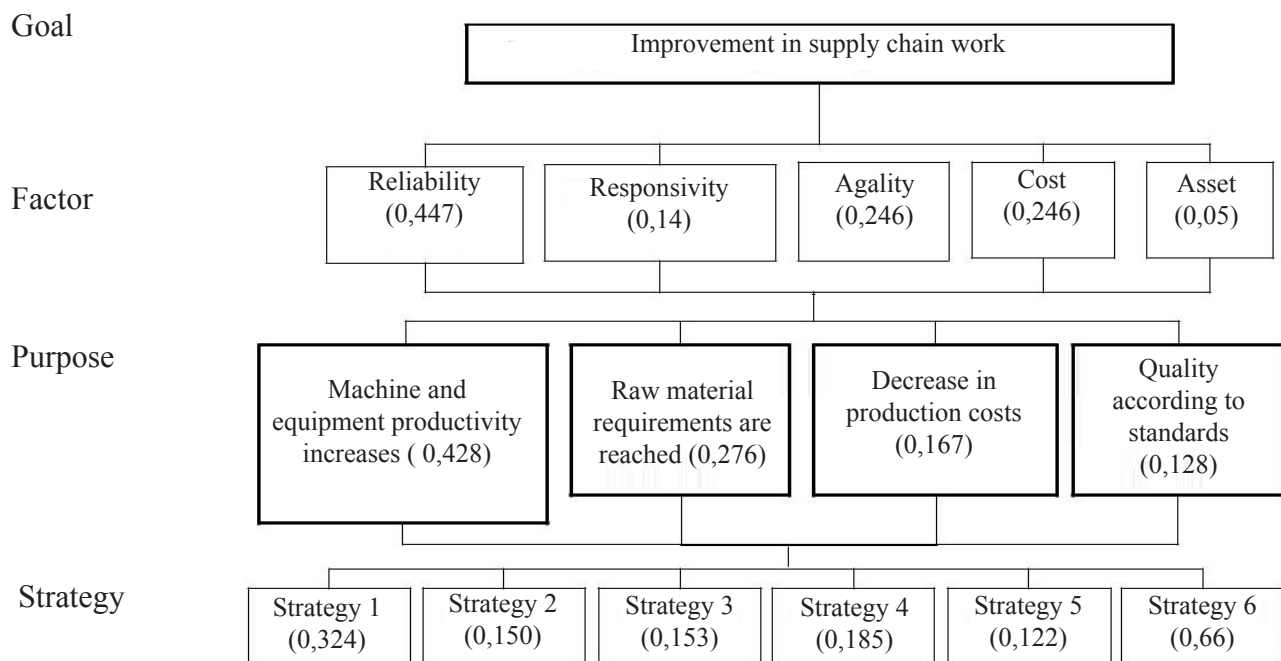 Goal
Improvement in supply chain work
Factor
Reliability
(0,447)
Responsivity
(0,14)
Agality
(0,246)
Cost
(0,246)
Asset
(0,05)
Purpose
Machine and
equipment productivity
increases ( 0,428)
Raw material
requirements are
reached (0,276)
Decrease in
production costs
(0,167)
Quality
according to
standards
(0,128)
Strategy
Strategy 1
(0,324)
Strategy 2
(0,150)
Strategy 3
(0,153)
Strategy 4
(0,185)
Strategy 5
(0,122)
Strategy 6
(0,66)